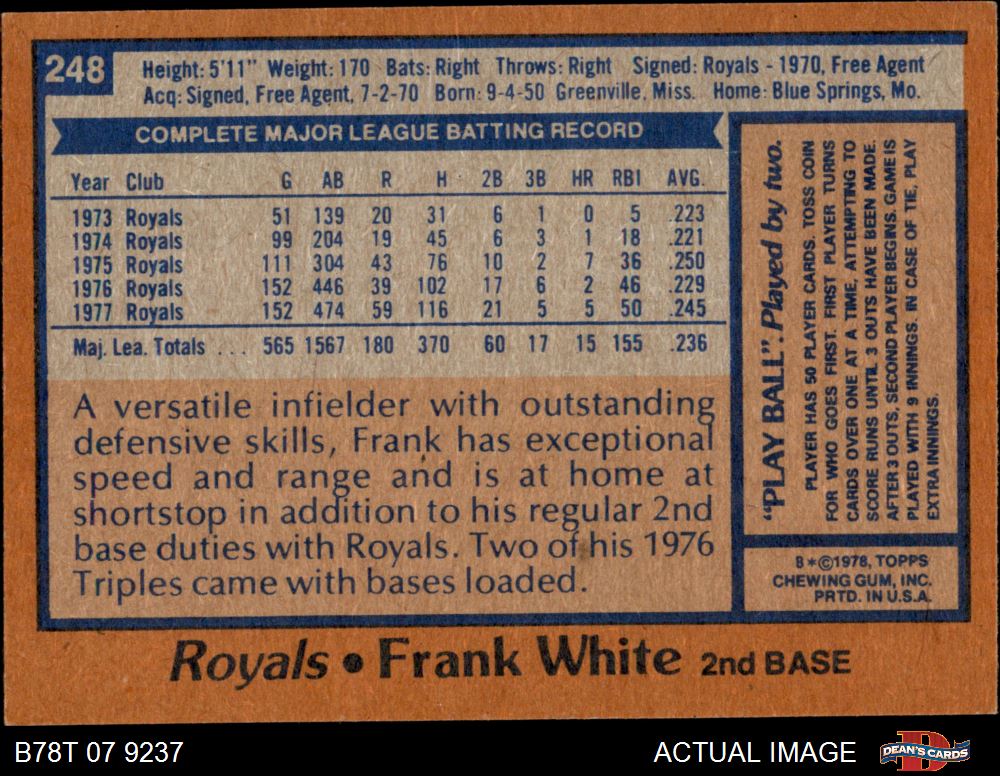 248
Height: 5'11" Weight: 170 Bats: Right Throws: Right Signed: Royals - 1970, Free Agent
Acq: Signed, Free Agent, 7-2-70 Born: 9-4-50 Greenville, Miss. Home: Blue Springs, Mo.
COMPLETE MAJOR LEAGUE BATTING RECORD
Year Club G AB R H 2B 3B HR RBI AVG.
1973 Royals 51 139 20 31 6 1 0 5 .223
1974 Royals 99 204 19 45 6 3 1 18 .221
1975 Royals 111 304 43 76 10 2 7 36 .250
1976 Royals 152 446 39 102 17 6 2 46 .229
1977 Royals 152 474 59 116 21 5 5 50 .245
Maj. Lea. Totals ... 565 1567 180 370 60 17 15 155 .236
A versatile infielder with outstanding
defensive skills, Frank has exceptional
speed and range and is at home at
shortstop in addition to his regular 2nd
base duties with Royals. Two of his 1976
Triples came with bases loaded.
"PLAY BALL". Played by two.
PLAYER HAS 50 PLAYER CARDS. TOSS COIN
FOR WHO GOES FIRST. FIRST PLAYER TURNS
CARDS OVER ONE AT A TIME, ATTEMPTING TO
SCORE RUNS UNTIL 3 OUTS HAVE BEEN MADE.
AFTER 3 OUTS, SECOND PLAYER BEGINS. GAME IS
PLAYED WITH 9 INNINGS. IN CASE OF TIE, PLAY
EXTRA INNINGS.
B*©1978, TOPPS
CHEWING GUM, INC.
PRTD. IN U.S.A.
Royals • Frank White 2nd BASE
B78T 07 9237
ACTUAL IMAGE
D
DEAN'S CARDS